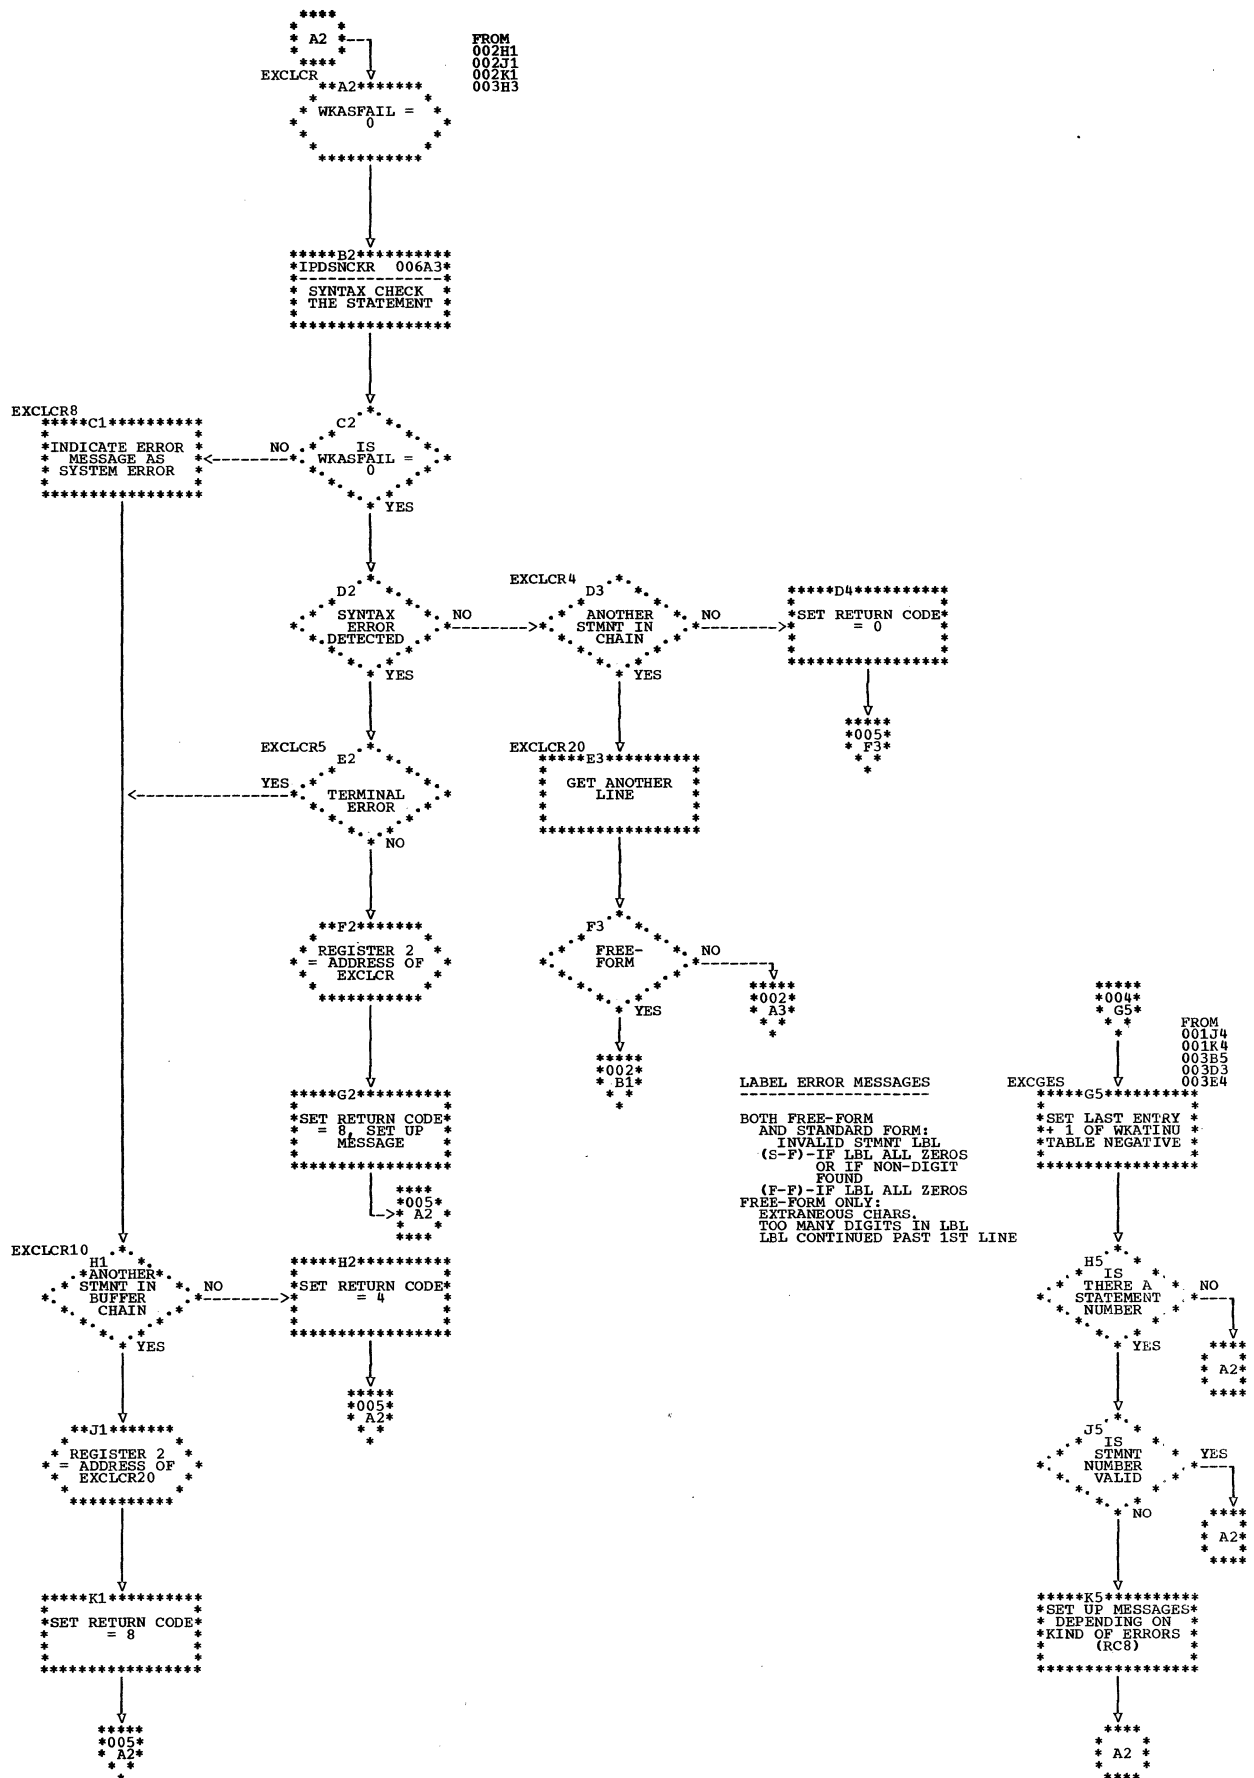 A2
FROM
002H1
002J1
002K1
003H3
EXCLCR
A2
WKASFAIL =
0
B2
IPDSNCKR 006A3
SYNTAX CHECK
THE STATEMENT
EXCLCR8
C1
INDICATE ERROR
MESSAGE AS
SYSTEM ERROR
NO
C2
IS
WKASFAIL =
0
YES
D2
SYNTAX
ERROR
DETECTED
NO
YES
EXCLCR4
D3
ANOTHER
STMNT IN
CHAIN
NO
YES
D4
SET RETURN CODE
= 0
005
F3
EXCLCR5
E2
YES
TERMINAL
ERROR
NO
EXCLCR20
E3
GET ANOTHER
LINE
F2
REGISTER 2
= ADDRESS OF
EXCLCR
F3
FREE-
FORM
NO
YES
002
A3
002
B1
004
G5
FROM
001J4
001K4
003B5
003D3
003E4
G2
SET RETURN CODE
= 8, SET UP
MESSAGE
005
A2
LABEL ERROR MESSAGES
BOTH FREE-FORM
AND STANDARD FORM:
INVALID STMNT LBL
(S-F)-IF LBL ALL ZEROS
OR IF NON-DIGIT
FOUND
(F-F)-IF LBL ALL ZEROS
FREE-FORM ONLY:
EXTRANEOUS CHARS.
TOO MANY DIGITS IN LBL
LBL CONTINUED PAST 1ST LINE
EXCGES
G5
SET LAST ENTRY
+ 1 OF WKATINU
TABLE NEGATIVE
EXCLCR10
H1
ANOTHER
STMNT IN
BUFFER
CHAIN
NO
YES
H2
SET RETURN CODE
= 4
005
A2
H5
IS
THERE A
STATEMENT
NUMBER
NO
YES
A2
J1
REGISTER 2
= ADDRESS OF
EXCLCR20
J5
IS
STMNT
NUMBER
VALID
YES
NO
A2
K1
SET RETURN CODE
= 8
005
A2
K5
SET UP MESSAGES
DEPENDING ON
KIND OF ERRORS
(RC8)
A2